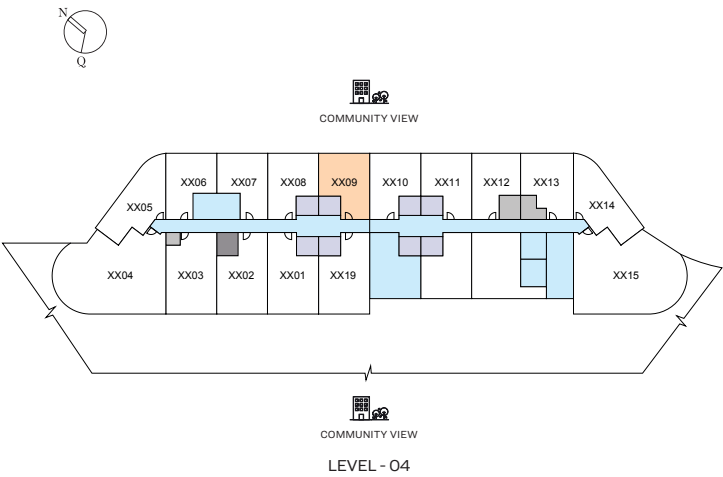 N
Q
COMMUNITY VIEW
XX05
XX06
XX07
XX08
XX09
XX10
XX11
XX12
XX13
XX14
XX04
XX03
XX02
XX01
XX19
XX15
COMMUNITY VIEW
LEVEL - 04